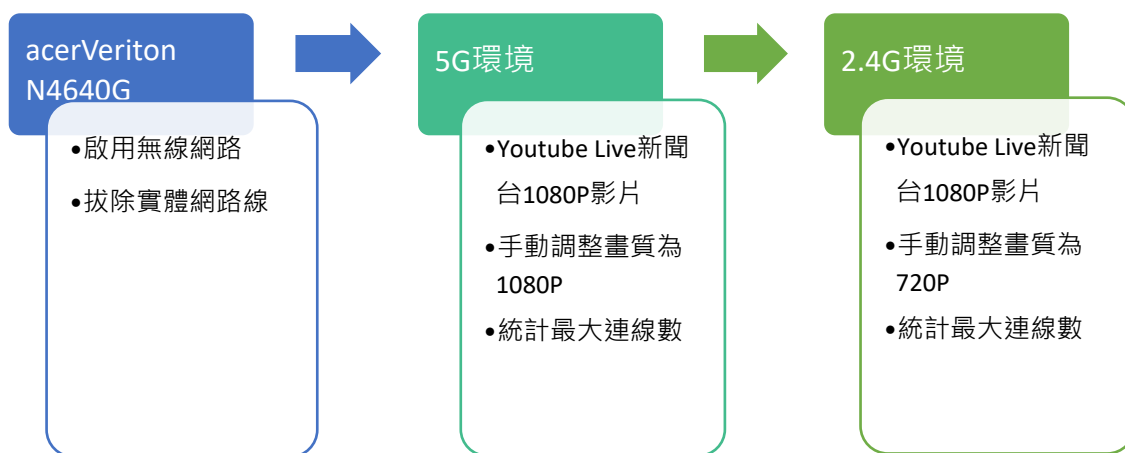 acerVeriton
N4640G
•啟用無線網路
•拔除實體網路線
5G環境
•Youtube Live新聞
台1080P影片
•手動調整畫質為
1080P
•統計最大連線數
2.4G環境
•Youtube Live新聞
台1080P影片
•手動調整畫質為
720P
•統計最大連線數